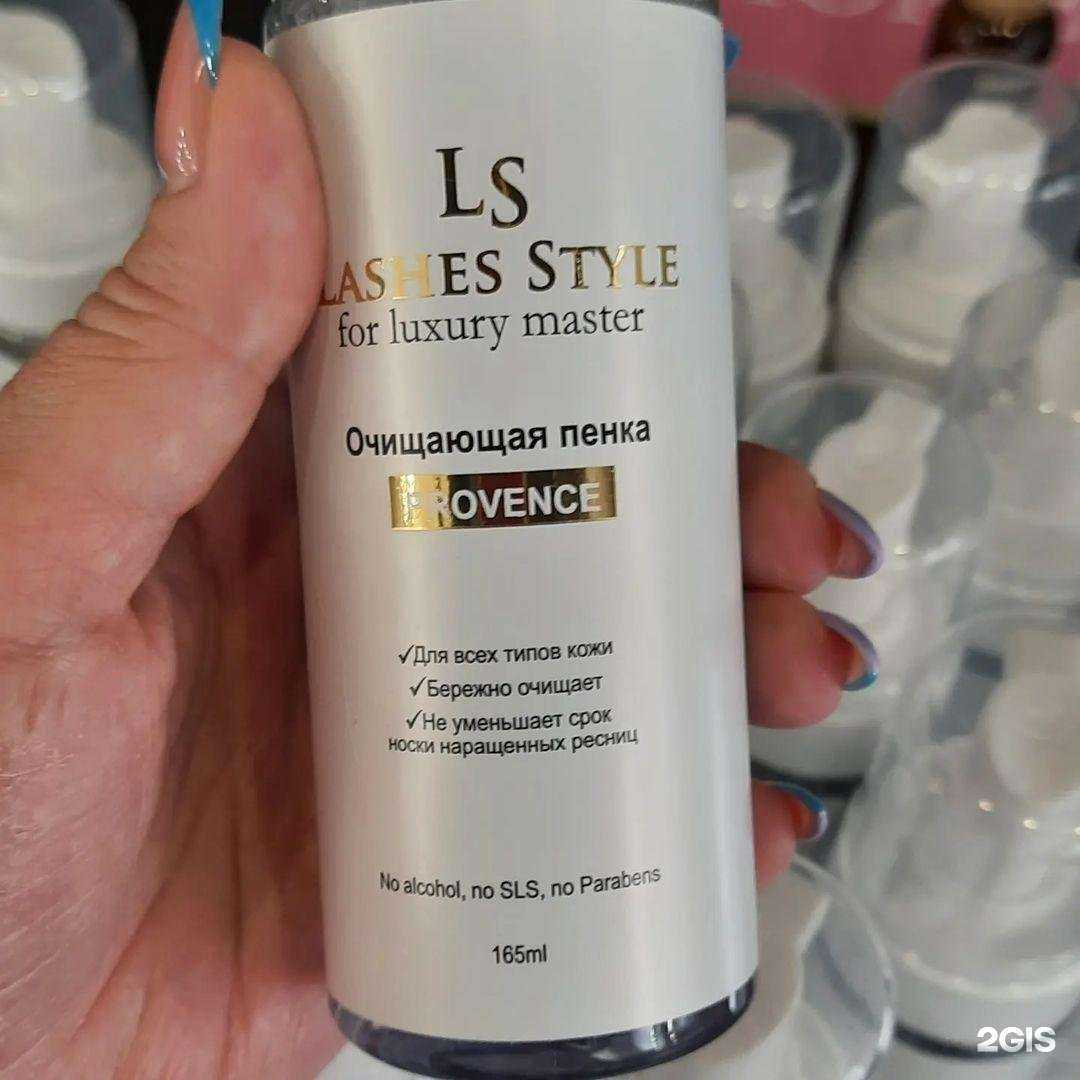 LS
LASHES STYLE
for luxury master
Очищающая пенка
PROVENCE
✓Для всех типов кожи
✓Бережно очищает
✓Не уменьшает срок
носки наращенных ресниц
No alcohol, no SLS, no Parabens
165ml
2GIS